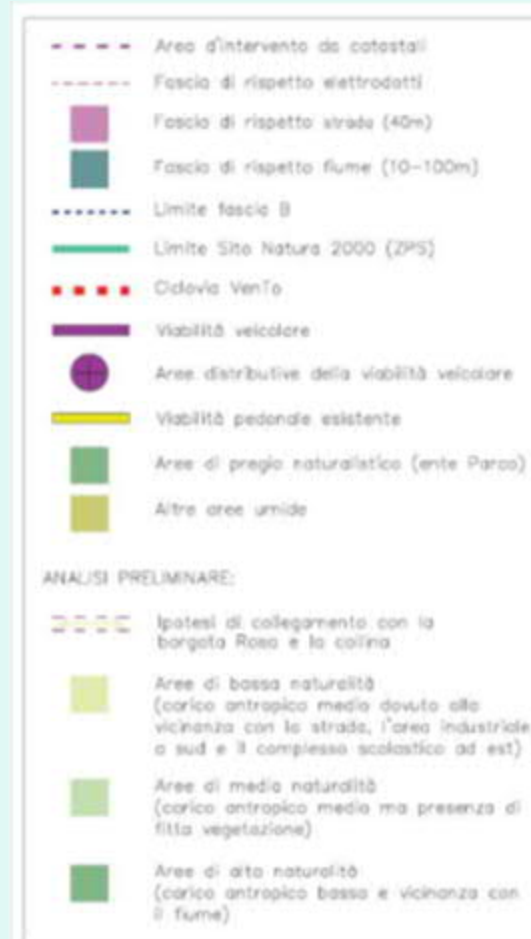 Area d'intervento da catastali
Fascia di rispetto elettrodotti
Fascia di rispetto strada (40m)
Fascia di rispetto fiume (10-100m)
Limite fascia B
Limite Sito Natura 2000 (ZPS)
Ciclovia VenTo
Viabilità veicolare
Aree distributive della viabilità veicolare
Viabilità pedonale esistente
Aree di pregio naturalistico (ente Parco)
Altre aree umide
ANALISI PRELIMINARE:
Ipotesi di collegamento con la
borgata Rosa e la collina
Aree di bassa naturalità
(carico antropico medio dovuto alla
vicinanza con la strada, l'area industriale
a sud e il complesso scolastico ad est)
Aree di media naturalità
(carico antropico medio ma presenza di
fitta vegetazione)
Aree di alta naturalità
(carico antropico basso e vicinanza con
il fiume)